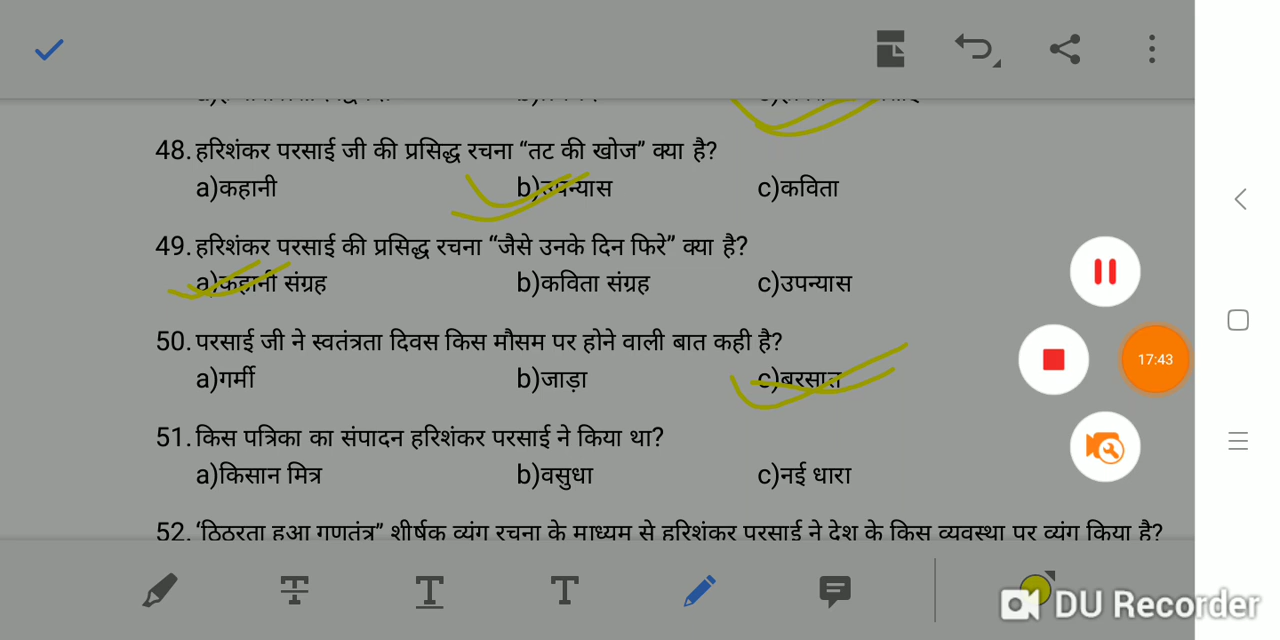 48. हरिशंकर परसाई जी की प्रसिद्ध रचना “तट की खोज” क्या है?
a)कहानी b)उपन्यास c)कविता
49. हरिशंकर परसाई की प्रसिद्ध रचना “जैसे उनके दिन फिरे” क्या है?
a)कहानी संग्रह b)कविता संग्रह c)उपन्यास
50. परसाई जी ने स्वतंत्रता दिवस किस मौसम पर होने वाली बात कही है?
a)गर्मी b)जाड़ा c)बरसात
17:43
51. किस पत्रिका का संपादन हरिशंकर परसाई ने किया था?
a)किसान मित्र b)वसुधा c)नई धारा
52. ‘ठिठरता हुआ गणतंत्र” शीर्षक व्यंग रचना के माध्यम से हरिशंकर परसाई ने देश के किस व्यवस्था पर व्यंग किया है?
DU Recorder